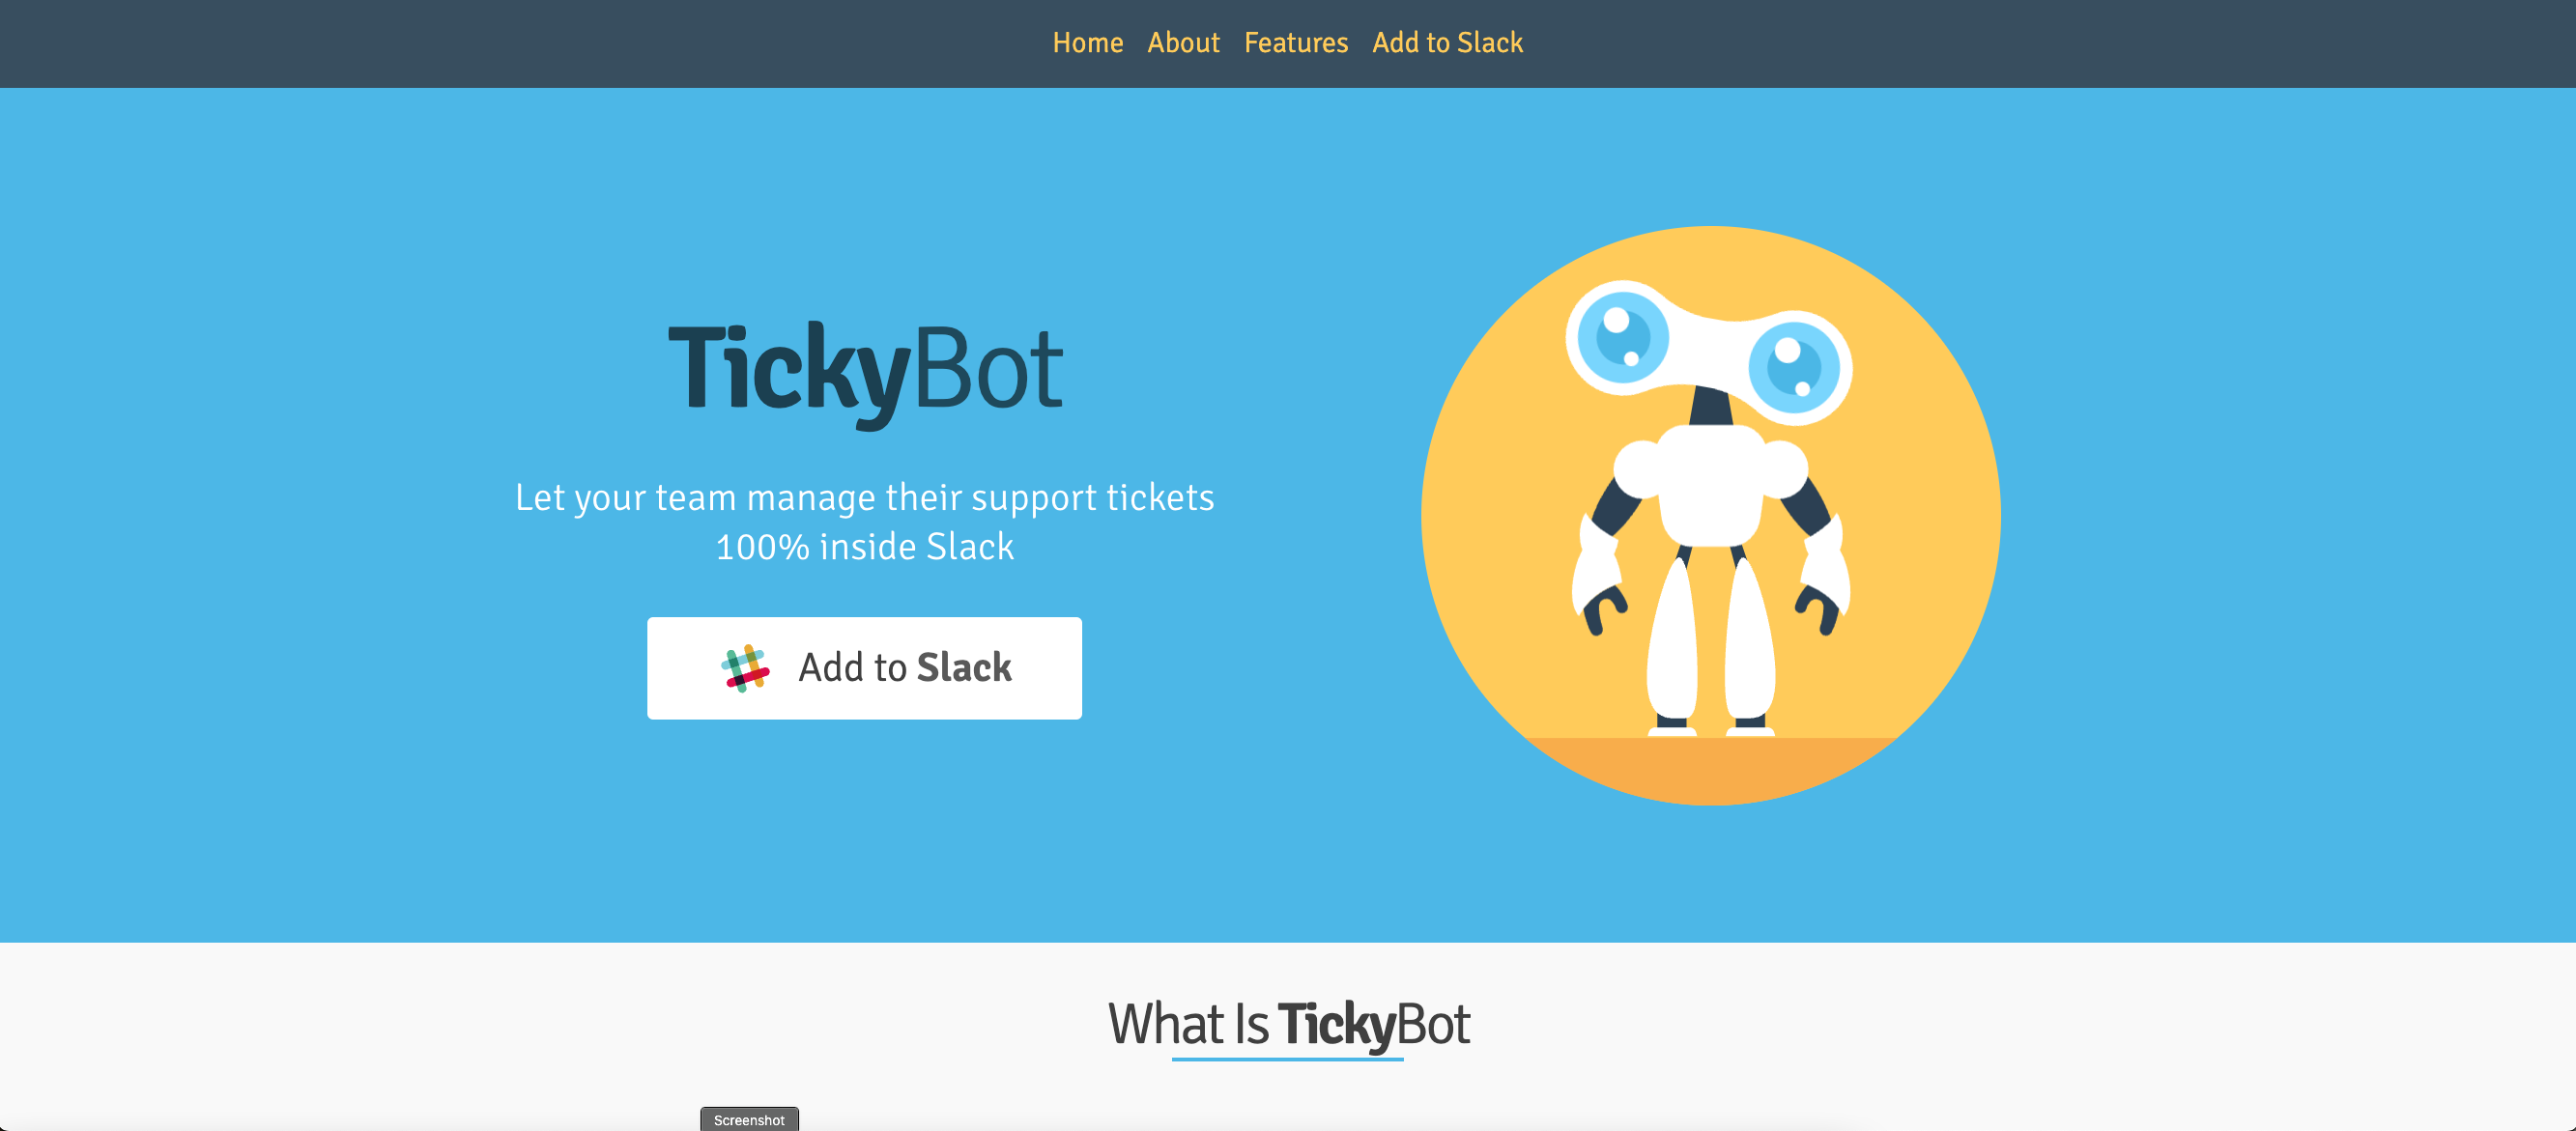 Home About Features Add to Slack
TickyBot
Let your team manage their support tickets
100% inside Slack
Add to Slack
What Is TickyBot
Screenshot